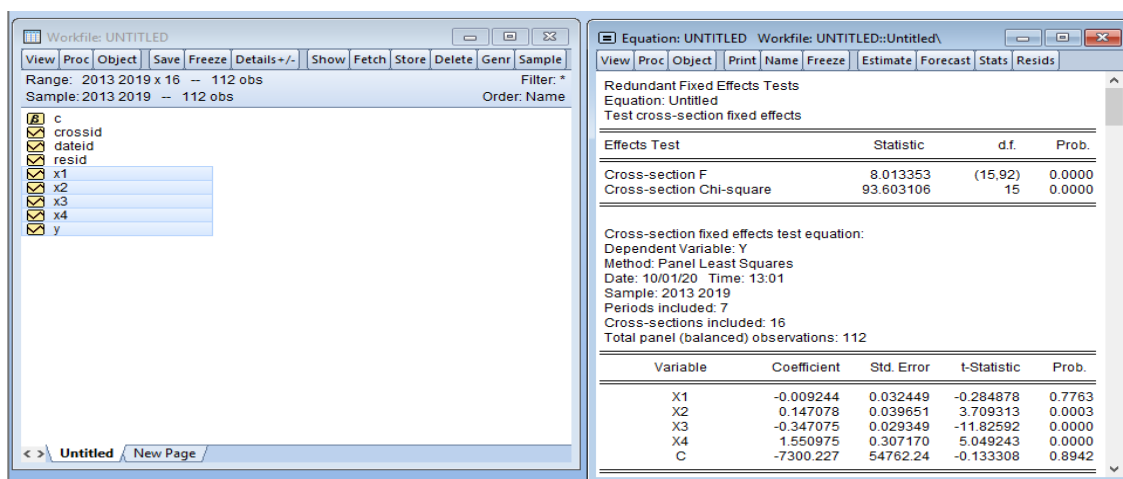 Workfile: UNTITLED
View Proc Object Save Freeze Details+/- Show Fetch Store Delete Genr Sample
Range: 2013 2019 x 16 -- 112 obs Filter: *
Sample: 2013 2019 -- 112 obs Order: Name
c
crossid
dateid
resid
x1
x2
x3
x4
y
< > Untitled New Page
Equation: UNTITLED Workfile: UNTITLED::Untitled\
View Proc Object Print Name Freeze Estimate Forecast Stats Resids
Redundant Fixed Effects Tests
Equation: Untitled
Test cross-section fixed effects
Effects Test Statistic d.f. Prob.
Cross-section F 8.013353 (15,92) 0.0000
Cross-section Chi-square 93.603106 15 0.0000
Cross-section fixed effects test equation:
Dependent Variable: Y
Method: Panel Least Squares
Date: 10/01/20 Time: 13:01
Sample: 2013 2019
Periods included: 7
Cross-sections included: 16
Total panel (balanced) observations: 112
Variable Coefficient Std. Error t-Statistic Prob.
X1 -0.009244 0.032449 -0.284878 0.7763
X2 0.147078 0.039651 3.709313 0.0003
X3 -0.347075 0.029349 -11.82592 0.0000
X4 1.550975 0.307170 5.049243 0.0000
C -7300.227 54762.24 -0.133308 0.8942